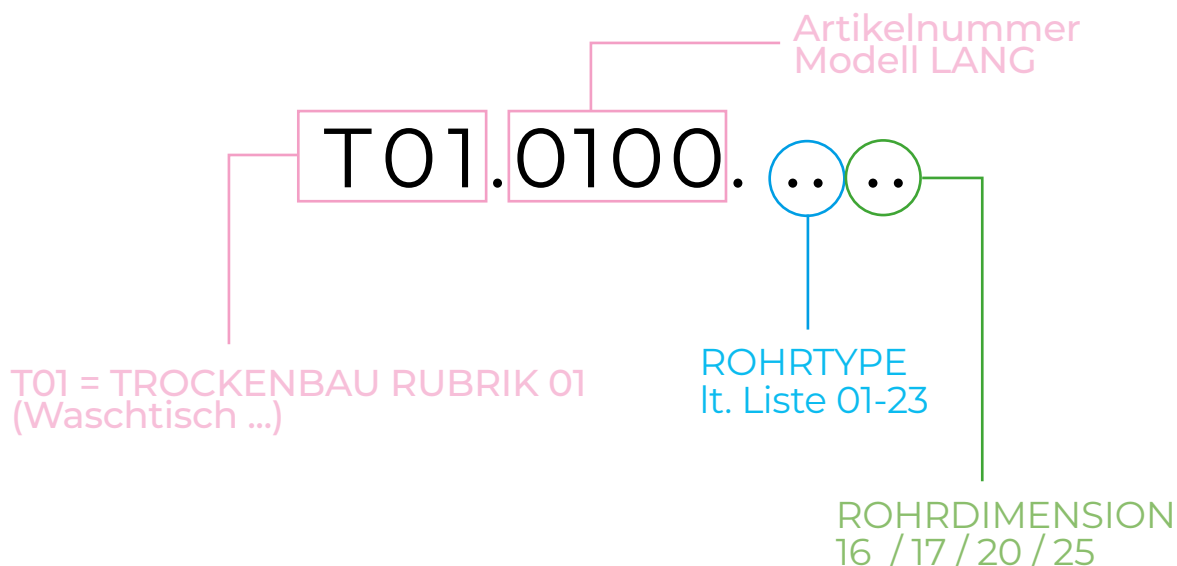 Artikelnummer
Modell LANG
T01.0100. .. ..
T01 = TROCKENBAU RUBRIK 01
(Waschtisch ...)
ROHRTYPE
lt. Liste 01-23
ROHRDIMENSION
16 / 17 / 20 / 25